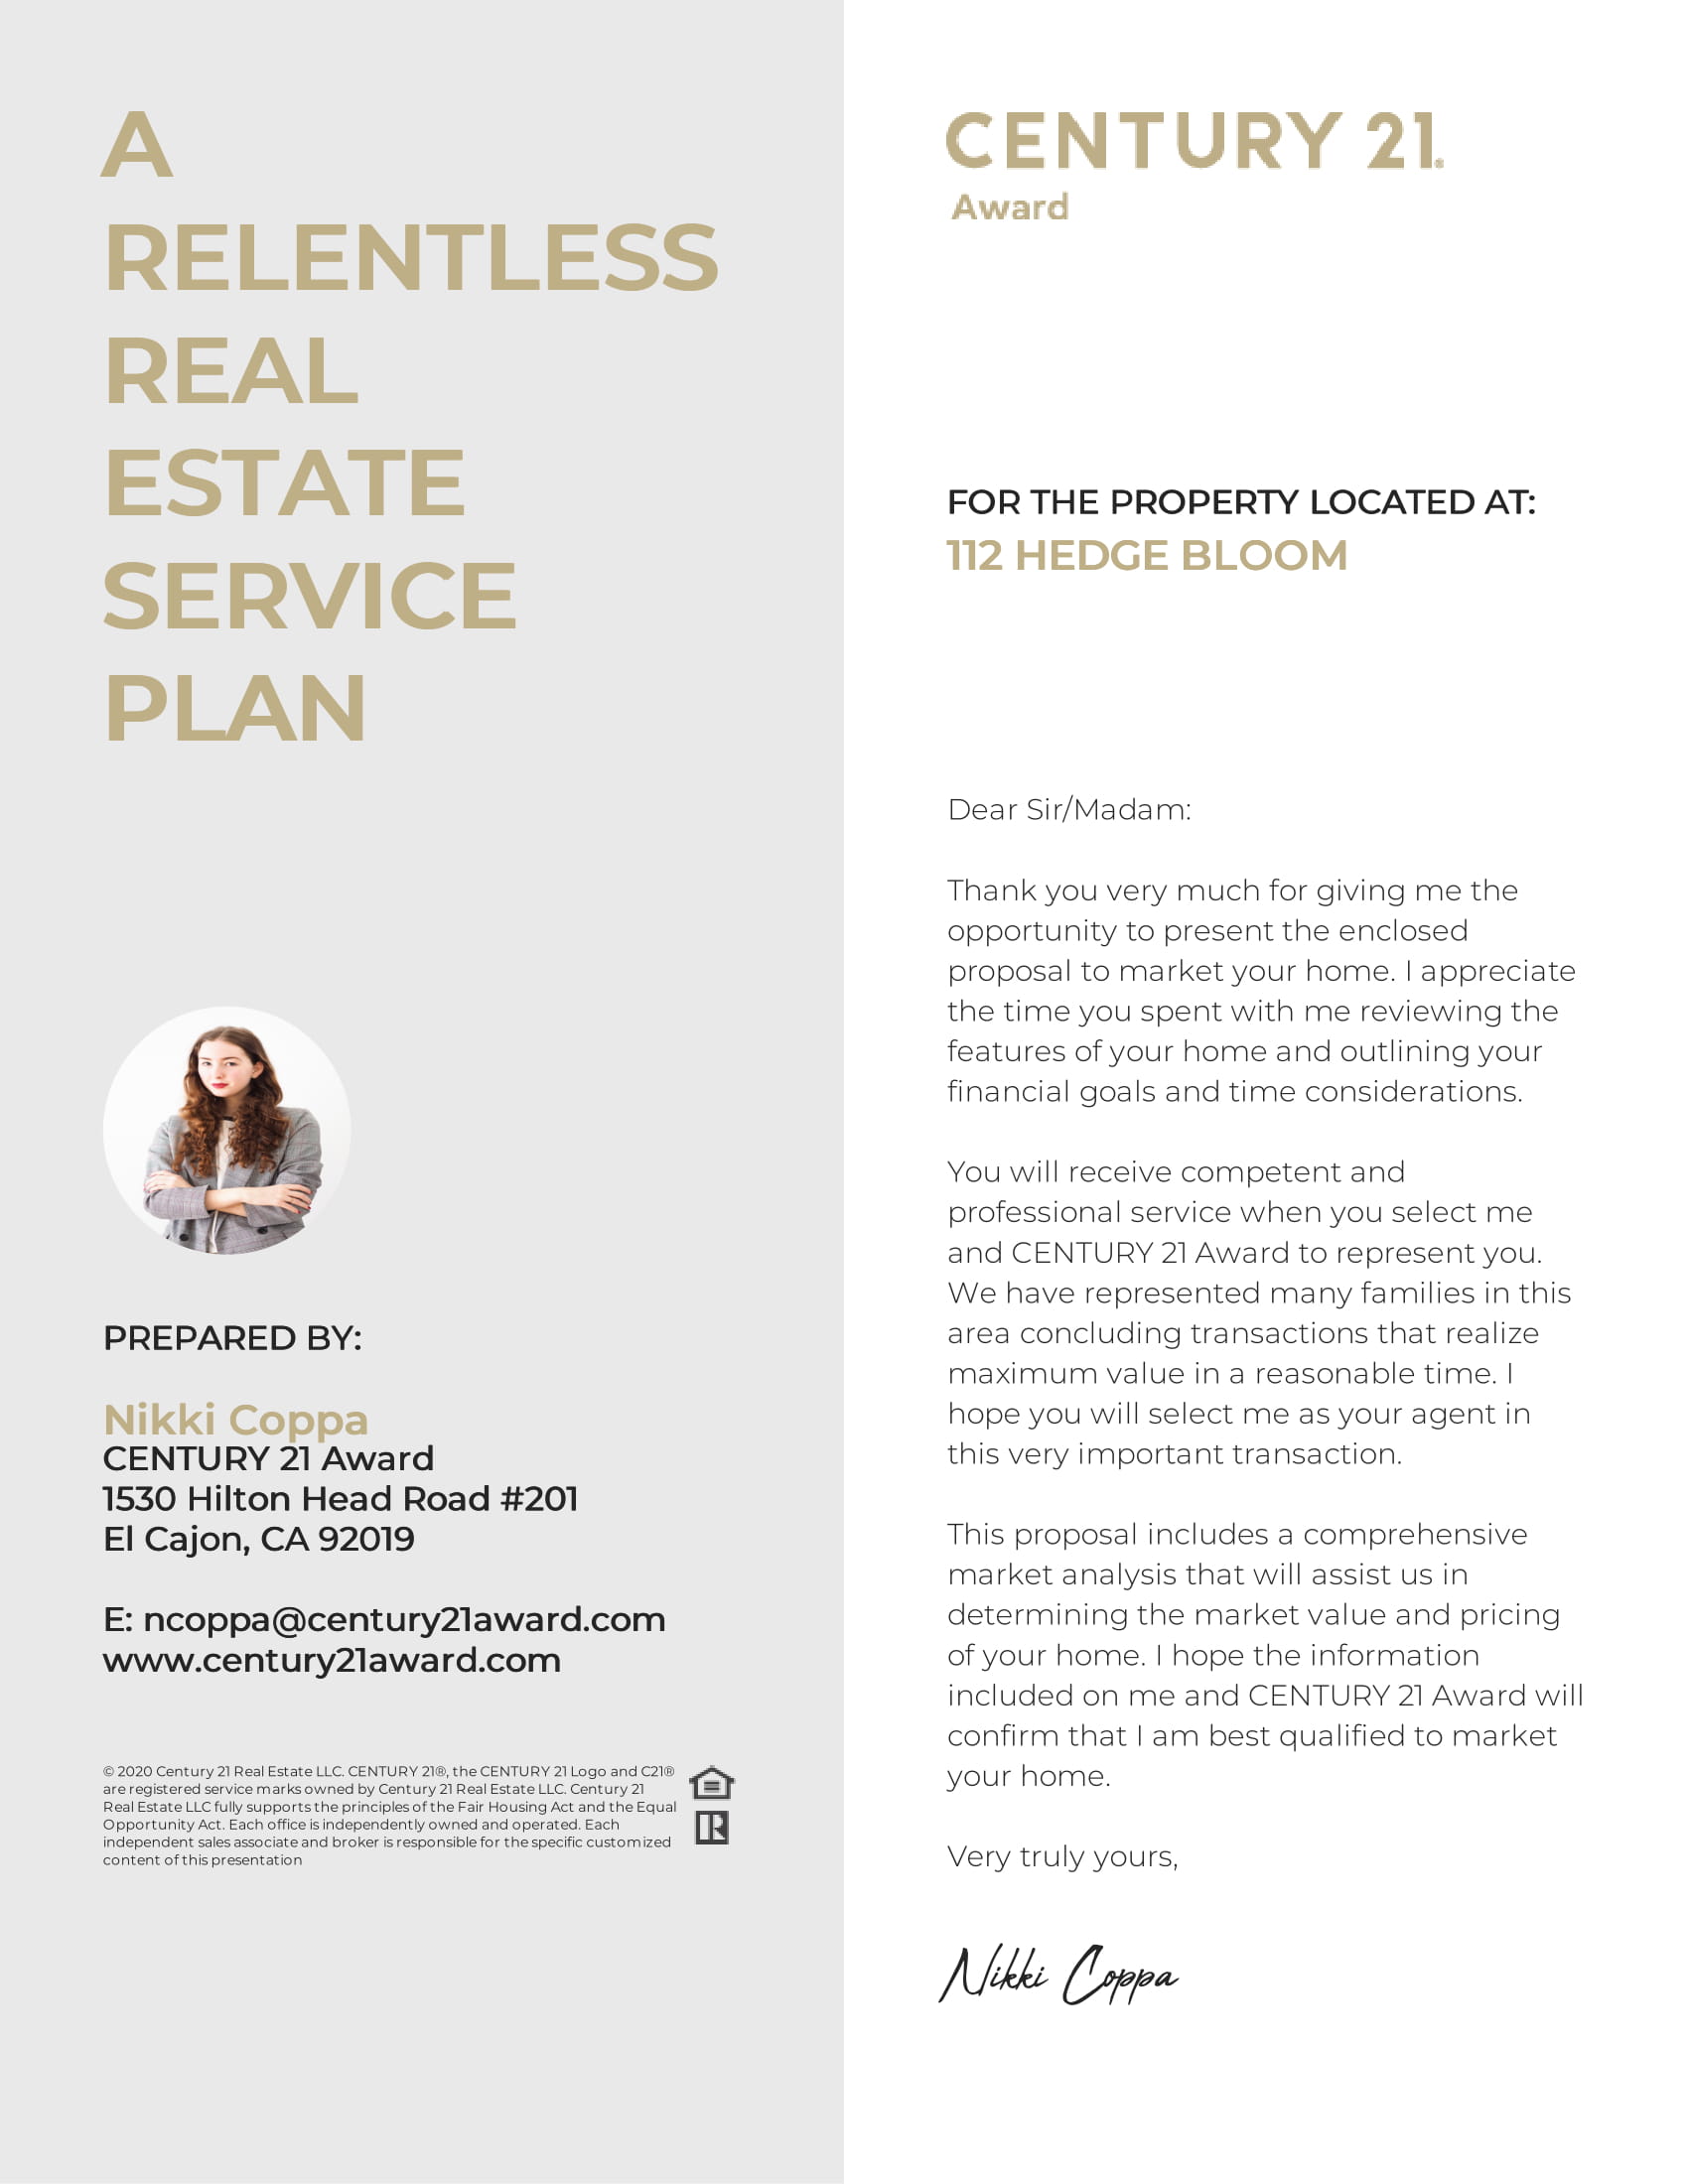 A
RELENTLESS
REAL
ESTATE
SERVICE
PLAN
PREPARED BY:
Nikki Coppa
CENTURY 21 Award
1530 Hilton Head Road #201
El Cajon, CA 92019
E: ncoppa@century21award.com
www.century21award.com
© 2020 Century 21 Real Estate LLC. CENTURY 21®, the CENTURY 21 Logo and C21®
are registered service marks owned by Century 21 Real Estate LLC. Century 21
Real Estate LLC fully supports the principles of the Fair Housing Act and the Equal
Opportunity Act. Each office is independently owned and operated. Each
independent sales associate and broker is responsible for the specific customized
content of this presentation
CENTURY 21®
Award
FOR THE PROPERTY LOCATED AT:
112 HEDGE BLOOM
Dear Sir/Madam:
Thank you very much for giving me the
opportunity to present the enclosed
proposal to market your home. I appreciate
the time you spent with me reviewing the
features of your home and outlining your
financial goals and time considerations.
You will receive competent and
professional service when you select me
and CENTURY 21 Award to represent you.
We have represented many families in this
area concluding transactions that realize
maximum value in a reasonable time. I
hope you will select me as your agent in
this very important transaction.
This proposal includes a comprehensive
market analysis that will assist us in
determining the market value and pricing
of your home. I hope the information
included on me and CENTURY 21 Award will
confirm that I am best qualified to market
your home.
Very truly yours,
Nikki Coppa